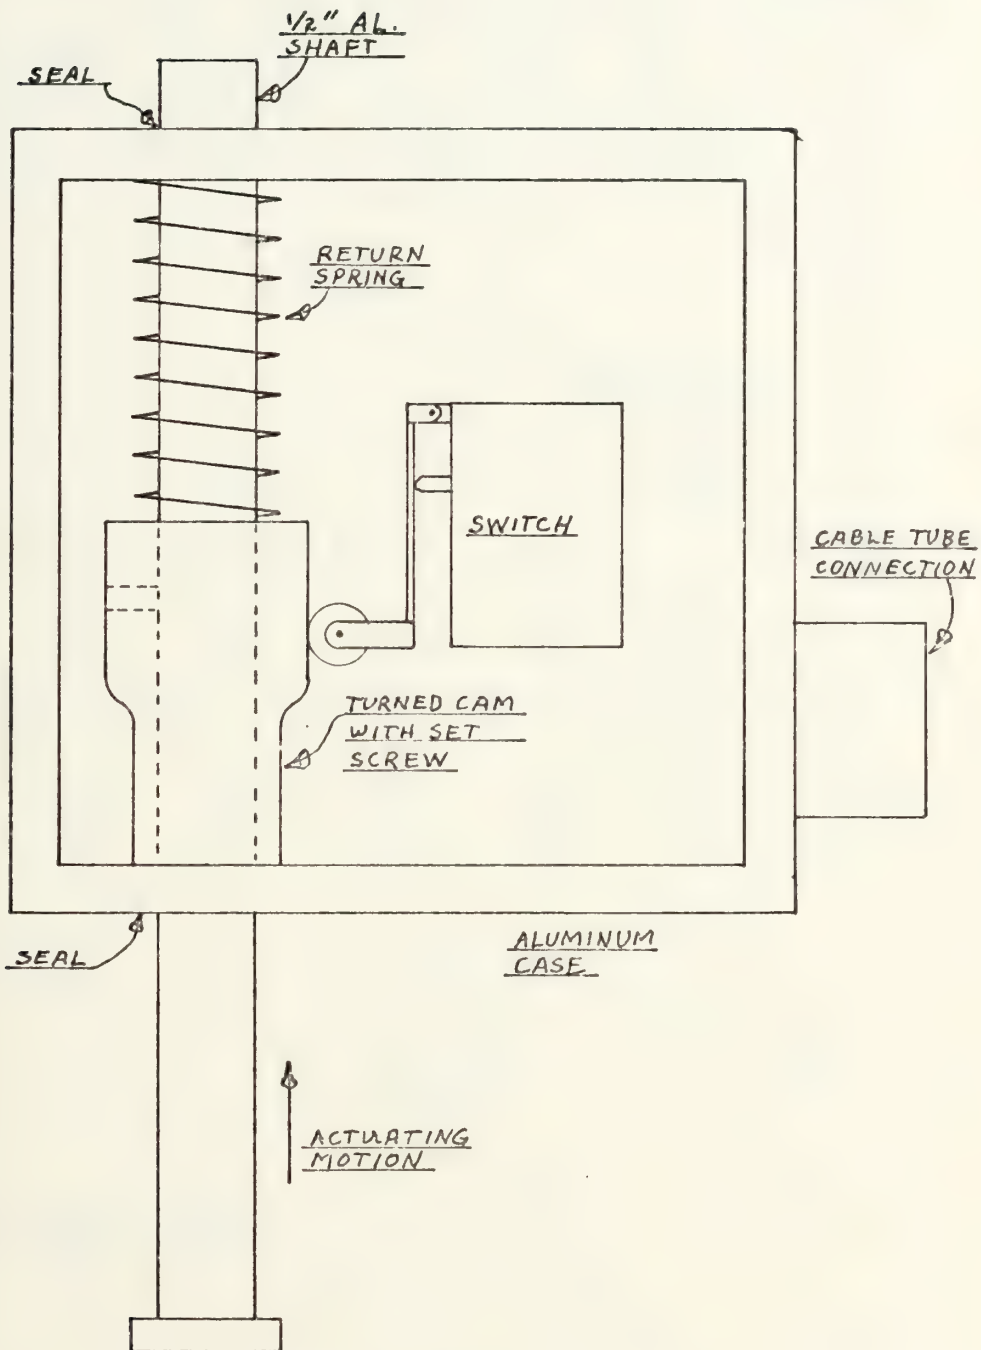 1/2" AL.
SHAFT
SEAL
RETURN
SPRING
SWITCH
CABLE TUBE
CONNECTION
TURNED CAM
WITH SET
SCREW
SEAL
ALUMINUM
CASE
ACTUATING
MOTION